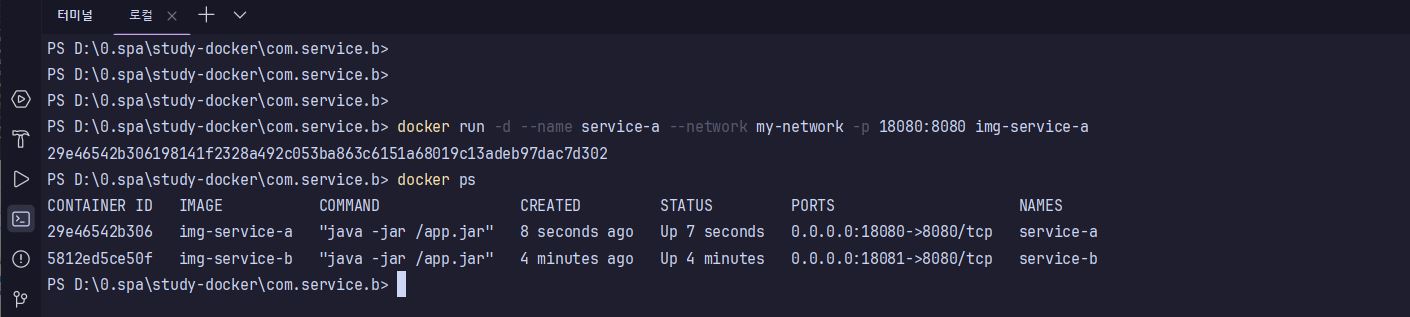 터미널 로컬
PS D:\0.spa\study-docker\com.service.b>
PS D:\0.spa\study-docker\com.service.b>
PS D:\0.spa\study-docker\com.service.b>
PS D:\0.spa\study-docker\com.service.b> docker run -d --name service-a --network my-network -p 18080:8080 img-service-a
29e46542b306198141f2328a492c053ba863c6151a68019c13adeb97dac7d302
PS D:\0.spa\study-docker\com.service.b> docker ps
CONTAINER ID IMAGE COMMAND CREATED STATUS PORTS NAMES
29e46542b306 img-service-a "java -jar /app.jar" 8 seconds ago Up 7 seconds 0.0.0.0:18080->8080/tcp service-a
5812ed5ce50f img-service-b "java -jar /app.jar" 4 minutes ago Up 4 minutes 0.0.0.0:18081->8080/tcp service-b
PS D:\0.spa\study-docker\com.service.b>